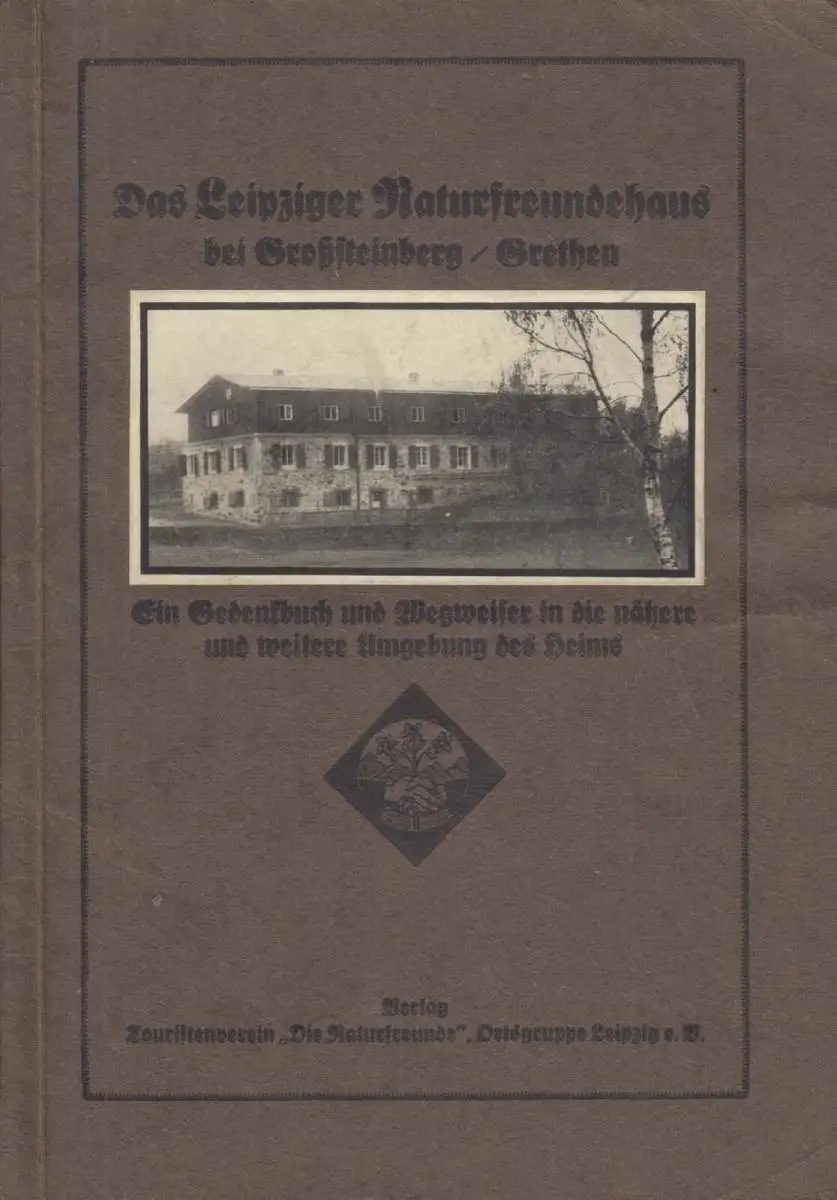 Das Leipziger Naturfreundehaus
bei Großsteinberg / Grethen
Ein Gedenkbuch und Wegweiser in die nähere
und weitere Umgebung des Heims
Verlag
Touristenverein „Die Naturfreunde“, Ortsgruppe Leipzig e. V.